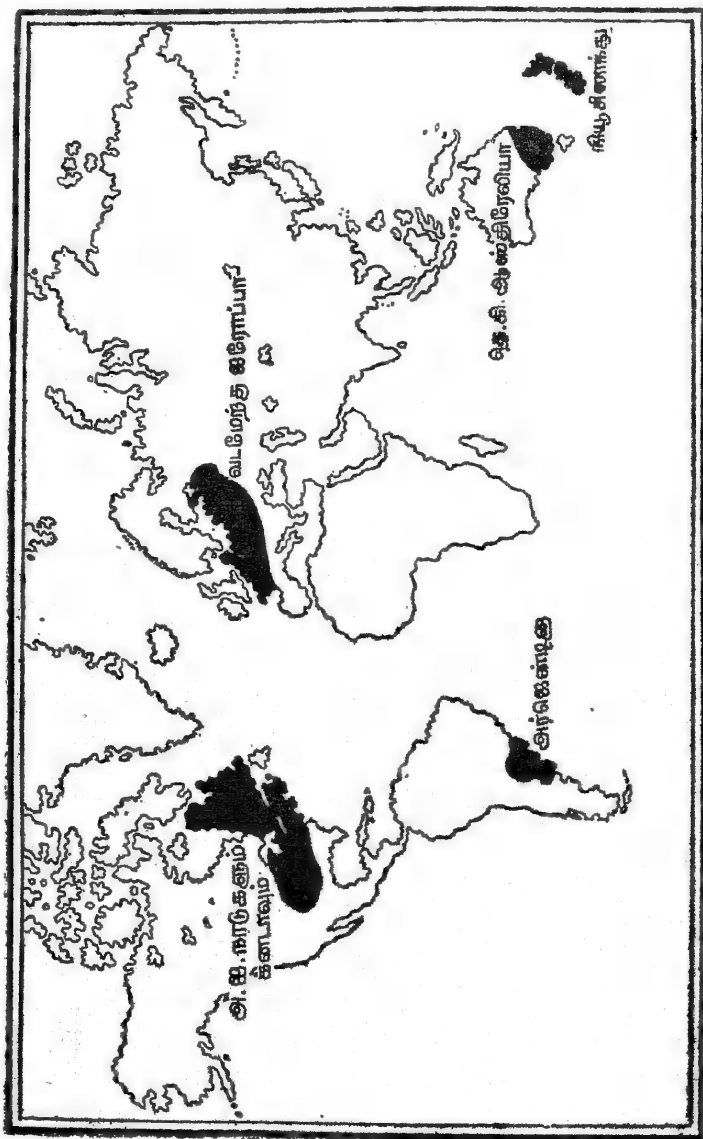 அ.ஐ.நாடுகளும்
கனடாவும்
வடமேந்த ஐரோப்பா
அர்ஜெண்டினா
தெ.கி. ஆஸ்திரேலியா
நியூசிலாந்து